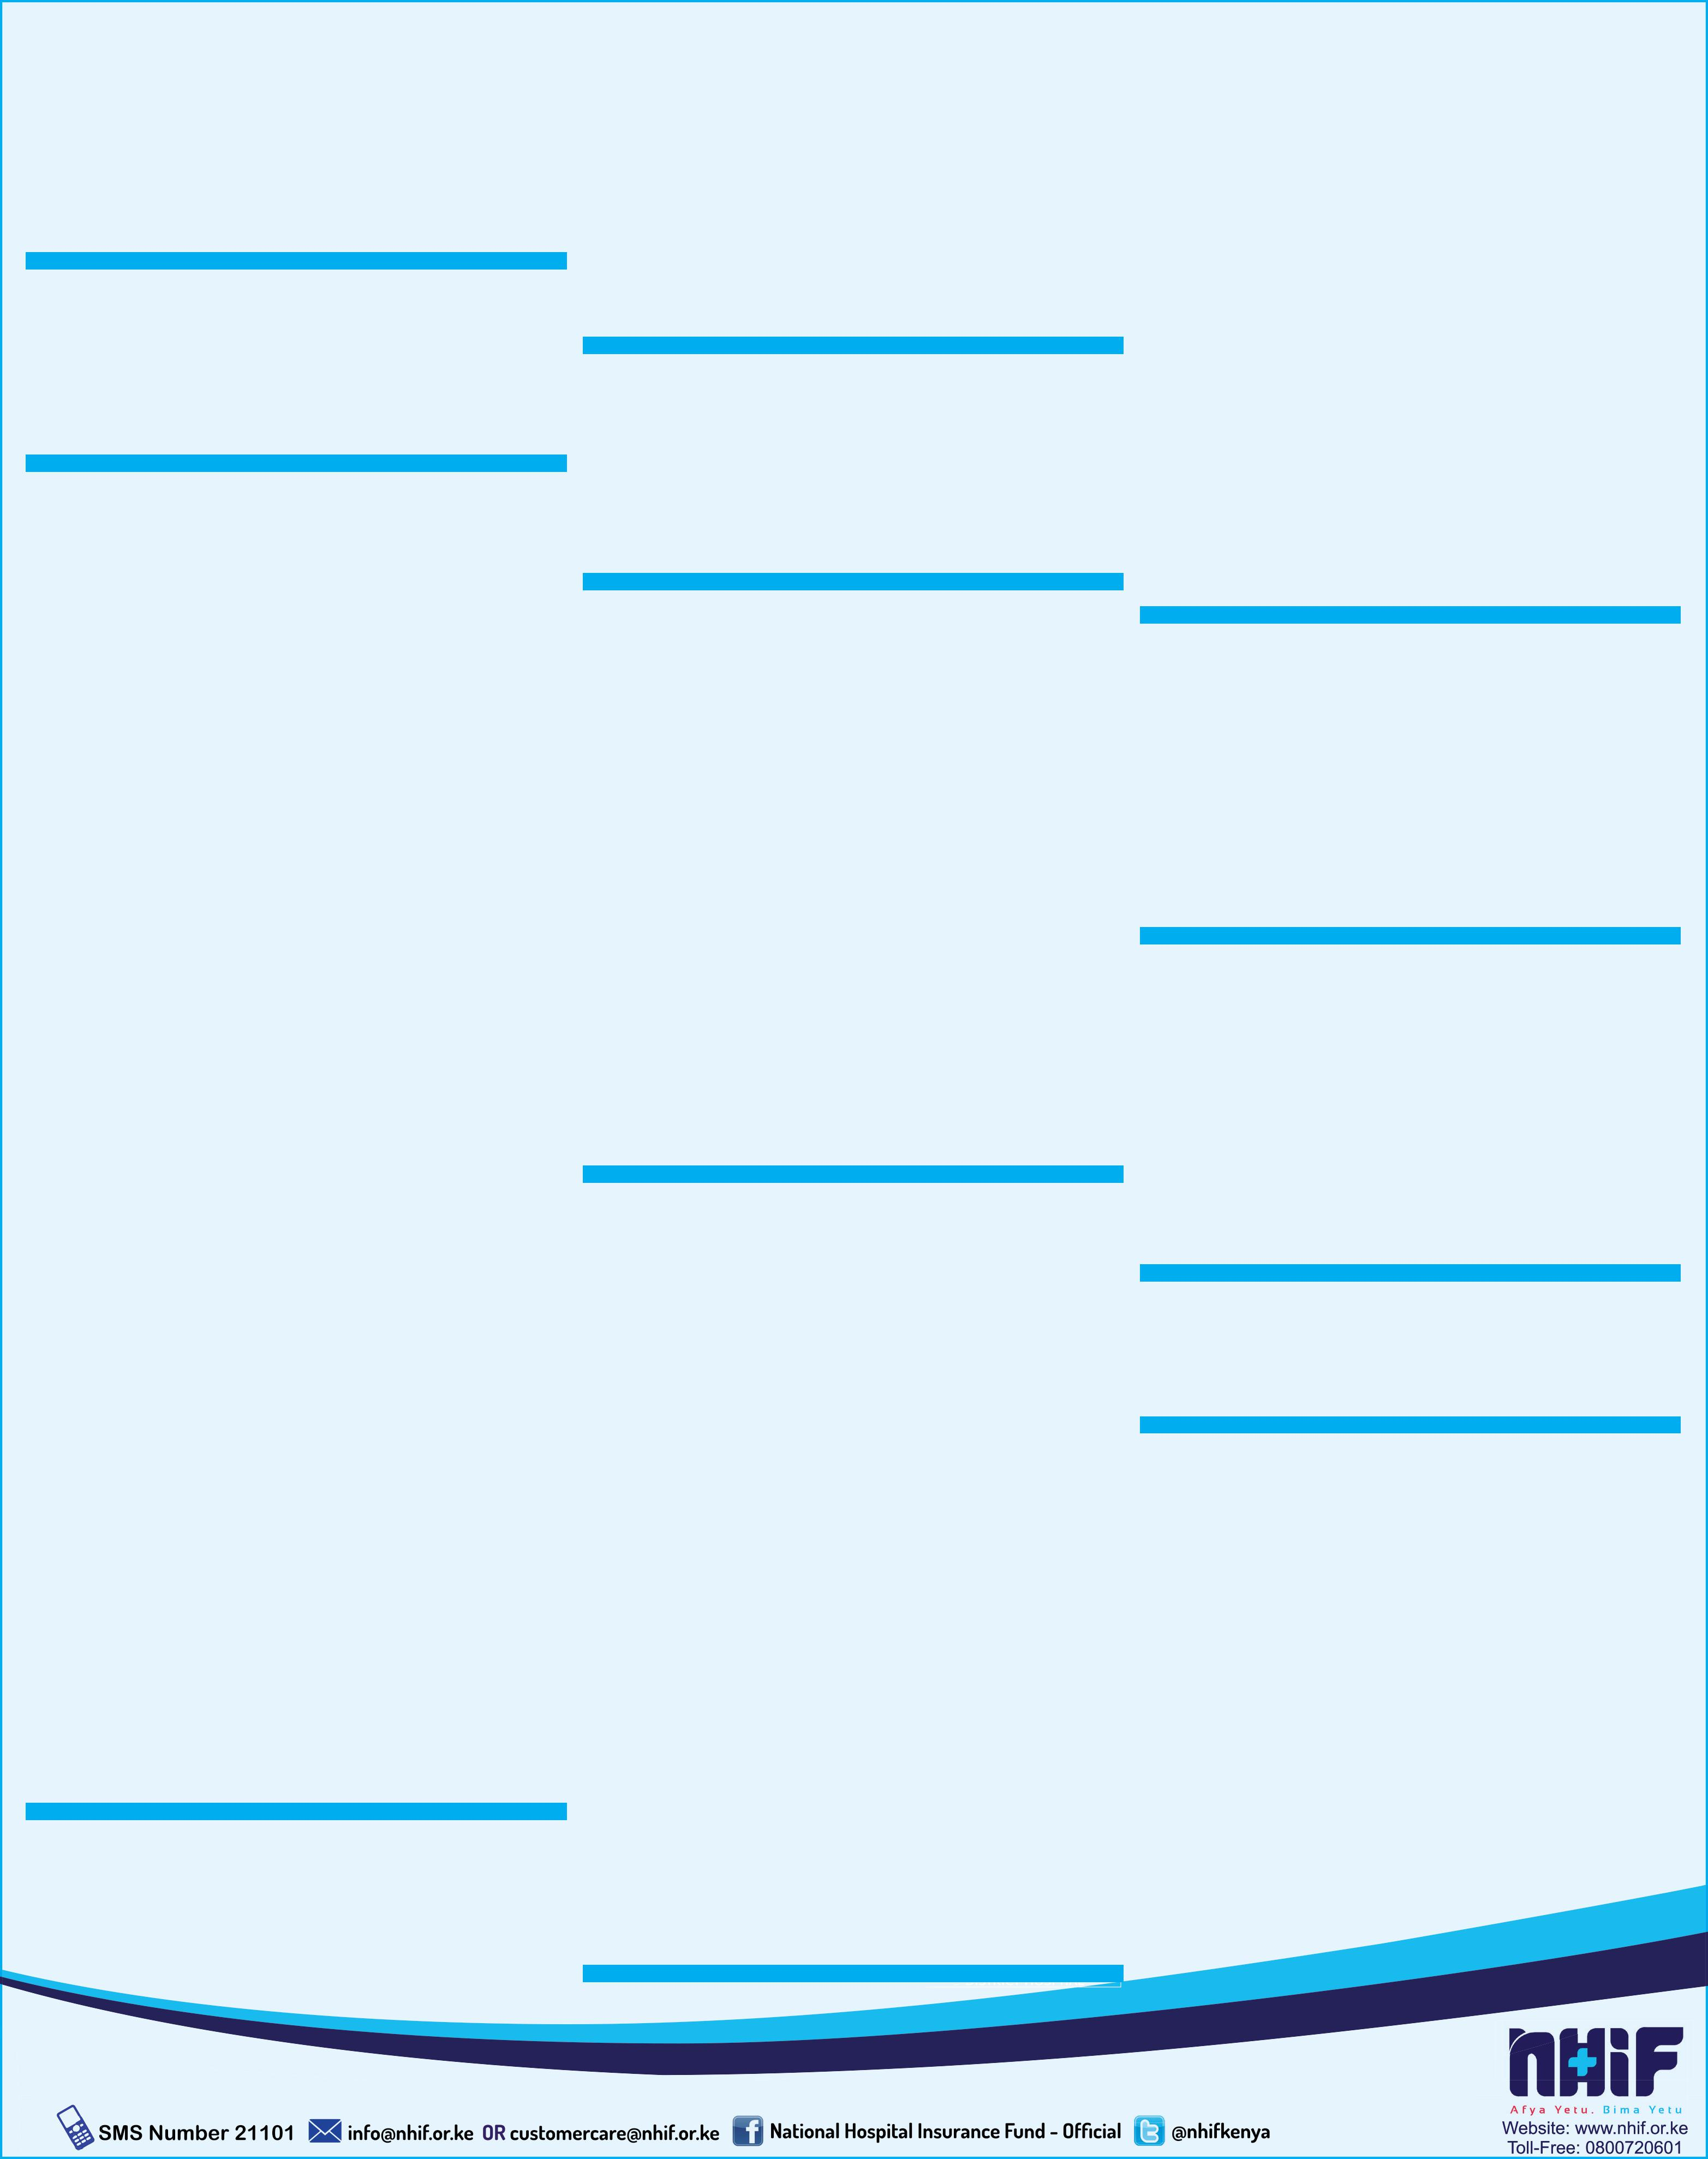 nHiF
Afya Yetu. Bima Yetu
SMS Number 21101 info@nhif.or.ke OR customercare@nhif.or.ke National Hospital Insurance Fund - Official @nhifkenya
Website: www.nhif.or.ke
Toll-Free: 0800720601